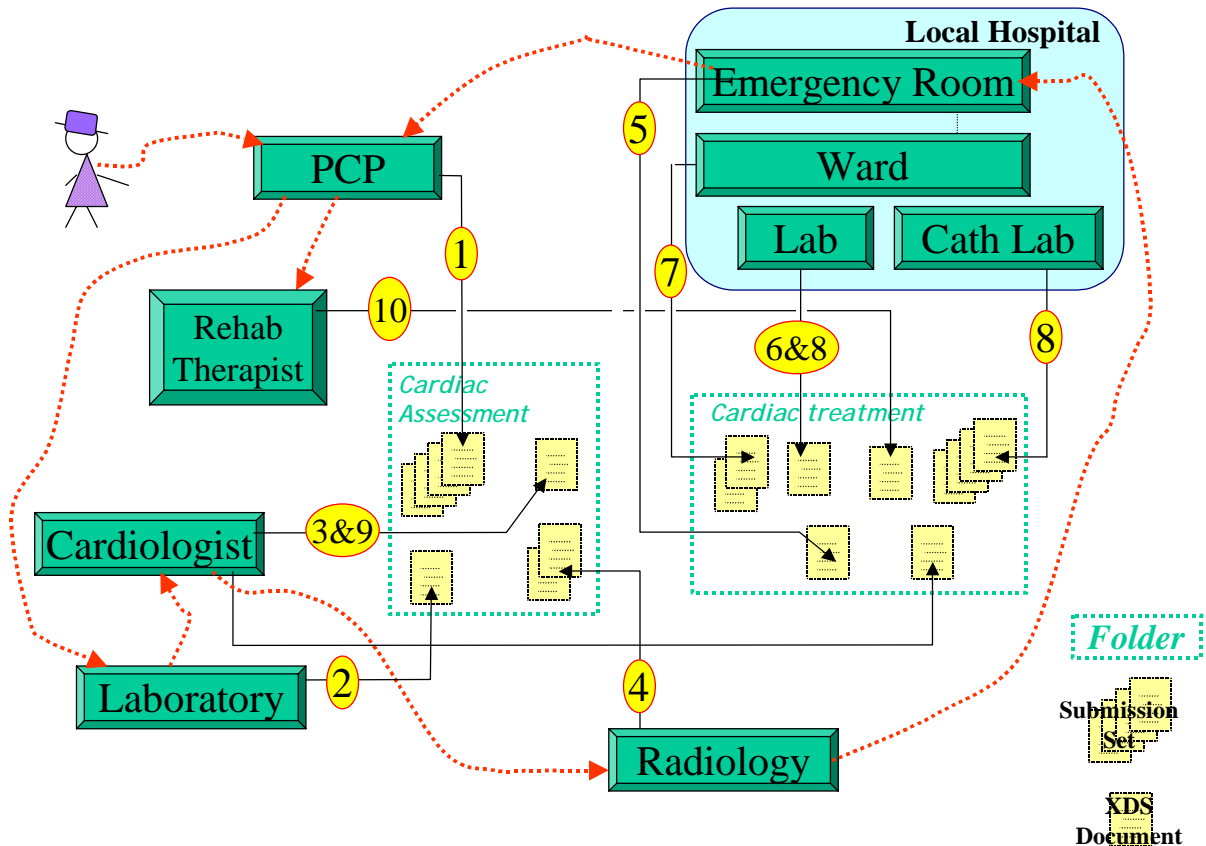 Local Hospital
Emergency Room
5
PCP
Ward
1
Lab
Cath Lab
7
10
Rehab
Therapist
6&8
8
Cardiac
Assessment
Cardiac treatment
3&9
Cardiologist
Folder
Laboratory
2
4
Submission
Set
Radiology
XDS
Document